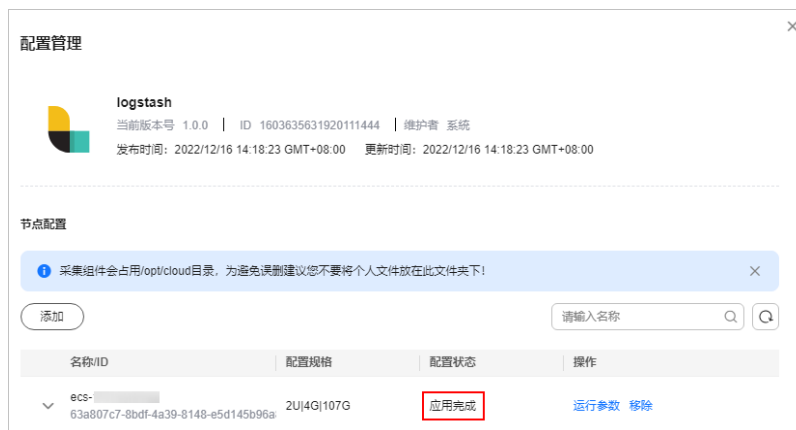 配置管理
logstash
当前版本号 1.0.0 | ID 1603635631920111444 | 维护者 系统
发布时间：2022/12/16 14:18:23 GMT+08:00 更新时间：2022/12/16 14:18:23 GMT+08:00
节点配置
采集组件会占用/opt/cloud目录，为避免误删建议您不要将个人文件放在此文件夹下！
添加 请输入名称
名称/ID 配置规格 配置状态 操作
ecs-
63a807c7-8bdf-4a39-8148-e5d145b96a 2U|4G|107G 应用完成 运行参数 移除